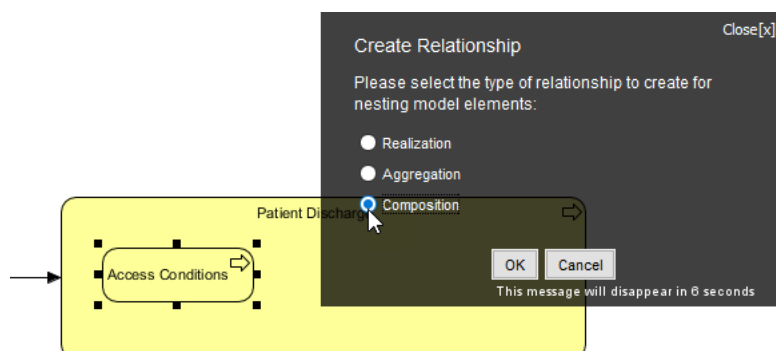 Close[x]
Create Relationship
Please select the type of relationship to create for
nesting model elements:
Realization
Aggregation
Composition
Patient Discharge
Access Conditions
OK
Cancel
This message will disappear in 6 seconds